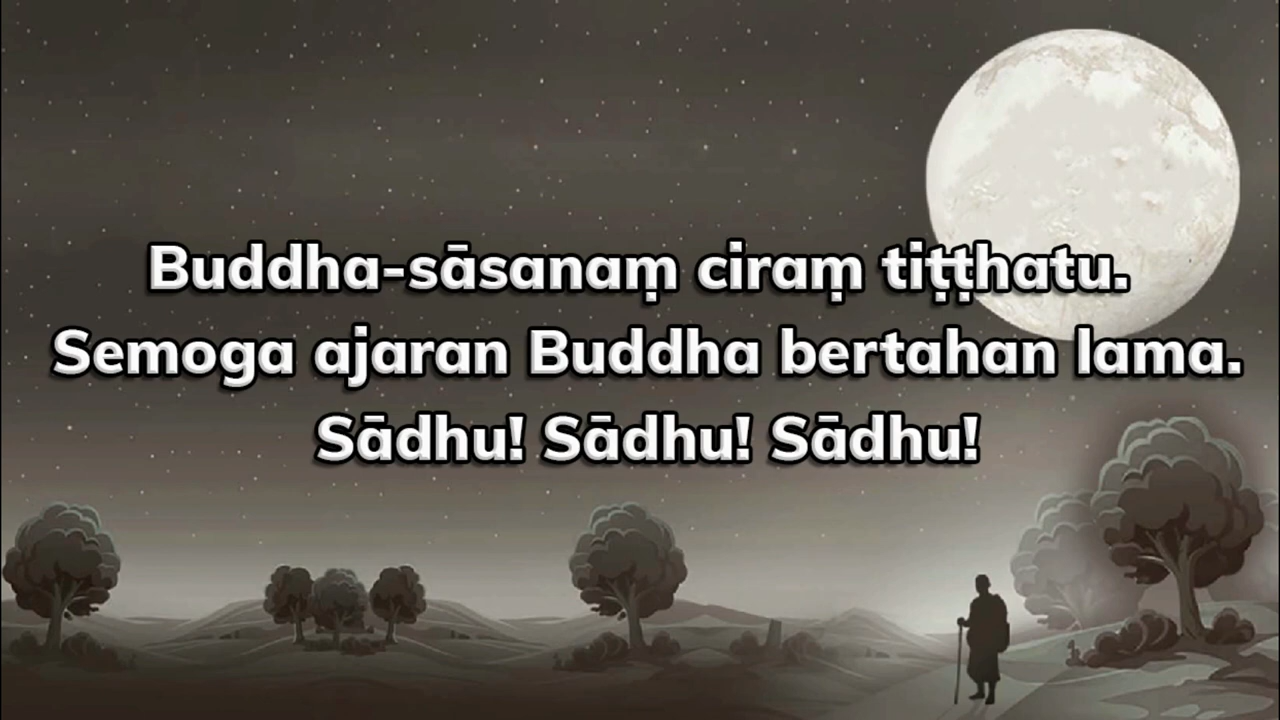 Buddha-sāsanaṃ ciraṃ tiṭṭhatu.
Semoga ajaran Buddha bertahan lama.
Sādhu! Sādhu! Sādhu!